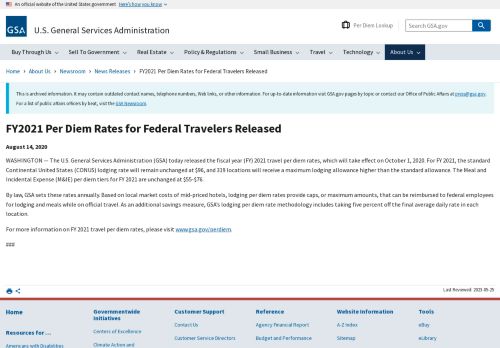 An official website of the United States government Here's how you know
GSA U.S. General Services Administration
Per Diem Lookup
Search GSA.gov
Buy Through Us Sell To Government Real Estate Policy & Regulations Small Business Travel Technology About Us
Home › About Us › Newsroom › News Releases › FY2021 Per Diem Rates for Federal Travelers Released
This is archived information. It may contain outdated contact names, telephone numbers, Web links, or other information. For up-to-date information visit GSA.gov pages by topic or contact our Office of Public Affairs at press@gsa.gov.
For a list of public affairs officers by beat, visit the GSA Newsroom.
FY2021 Per Diem Rates for Federal Travelers Released
August 14, 2020
WASHINGTON — The U.S. General Services Administration (GSA) today released the fiscal year (FY) 2021 travel per diem rates, which will take effect on October 1, 2020. For FY 2021, the standard
Continental United States (CONUS) lodging rate will remain unchanged at $96, and 319 locations will receive a maximum lodging allowance higher than the standard allowance. The Meal and
Incidental Expense (M&IE) per diem tiers for FY 2021 are unchanged at $55-$76.
By law, GSA sets these rates annually. Based on local market costs of mid-priced hotels, lodging per diem rates provide caps, or maximum amounts, that can be reimbursed to federal employees
for lodging and meals while on official travel. As an additional savings measure, GSA's lodging per diem rate methodology includes taking five percent off the final average daily rate in each
location.
For more information on FY 2021 travel per diem rates, please visit www.gsa.gov/perdiem.
###
Last Reviewed: 2023-05-25
Home
Resources for ...
Americans with Disabilities
Governmentwide
Initiatives
Centers of Excellence
Climate Action and
Customer Support
Contact Us
Customer Service Directors
Reference
Agency Financial Report
Budget and Performance
Website Information
A-Z Index
Sitemap
Tools
eBuy
eLibrary